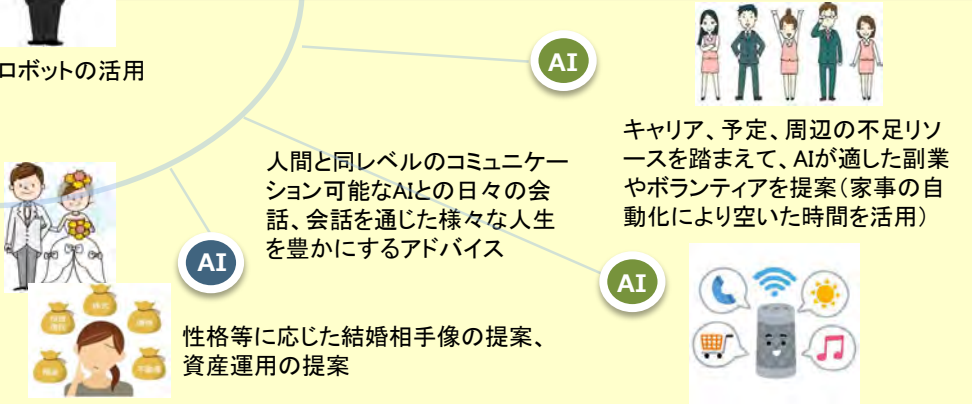 ロボットの活用
AI
キャリア、予定、周辺の不足リソ
ースを踏まえて、AIが適した副業
やボランティアを提案（家事の自
動化により空いた時間を活用）
人間と同レベルのコミュニケー
ション可能なAIとの日々の会
話、会話を通じた様々な人生
を豊かにするアドバイス
AI
AI
性格等に応じた結婚相手像の提案、
資産運用の提案